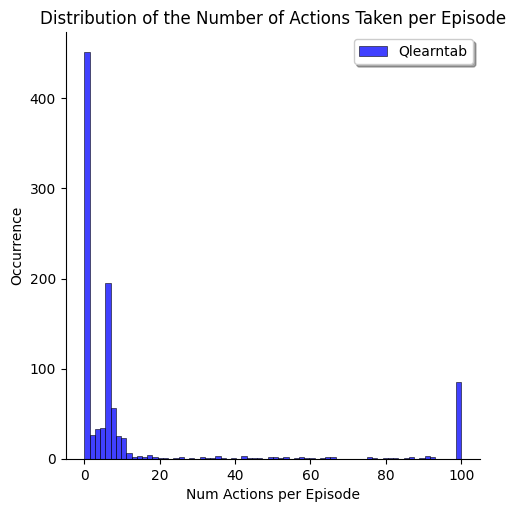 Distribution of the Number of Actions Taken per Episode
Qlearntab
400
300
200
100
0
Occurrence
0 20 40 60 80 100
Num Actions per Episode